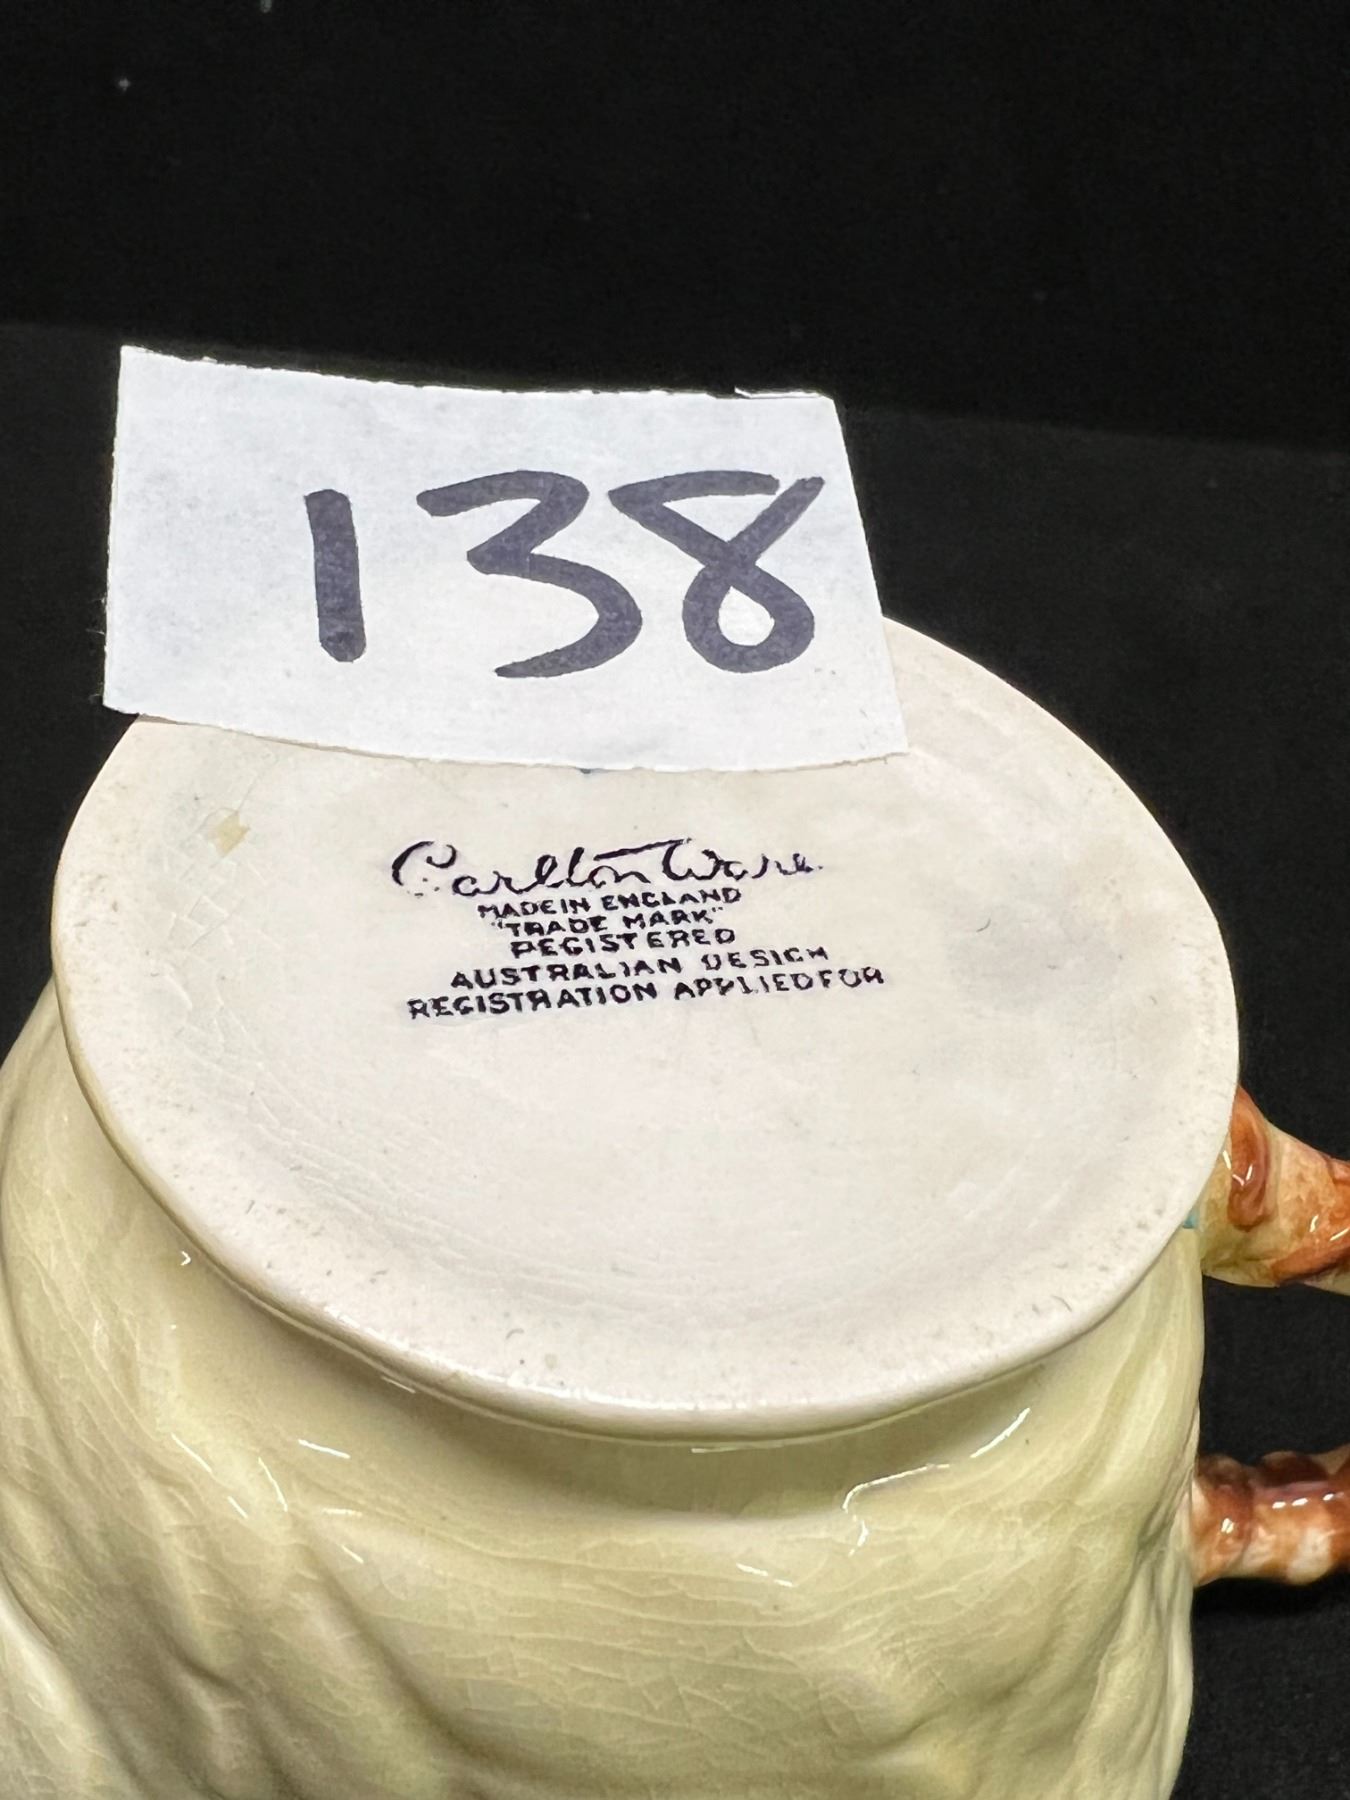 138
Carlton Ware
MADE IN ENGLAND
"TRADE MARK"
REGISTERED
AUSTRALIAN DESIGN
REGISTRATION APPLIED FOR